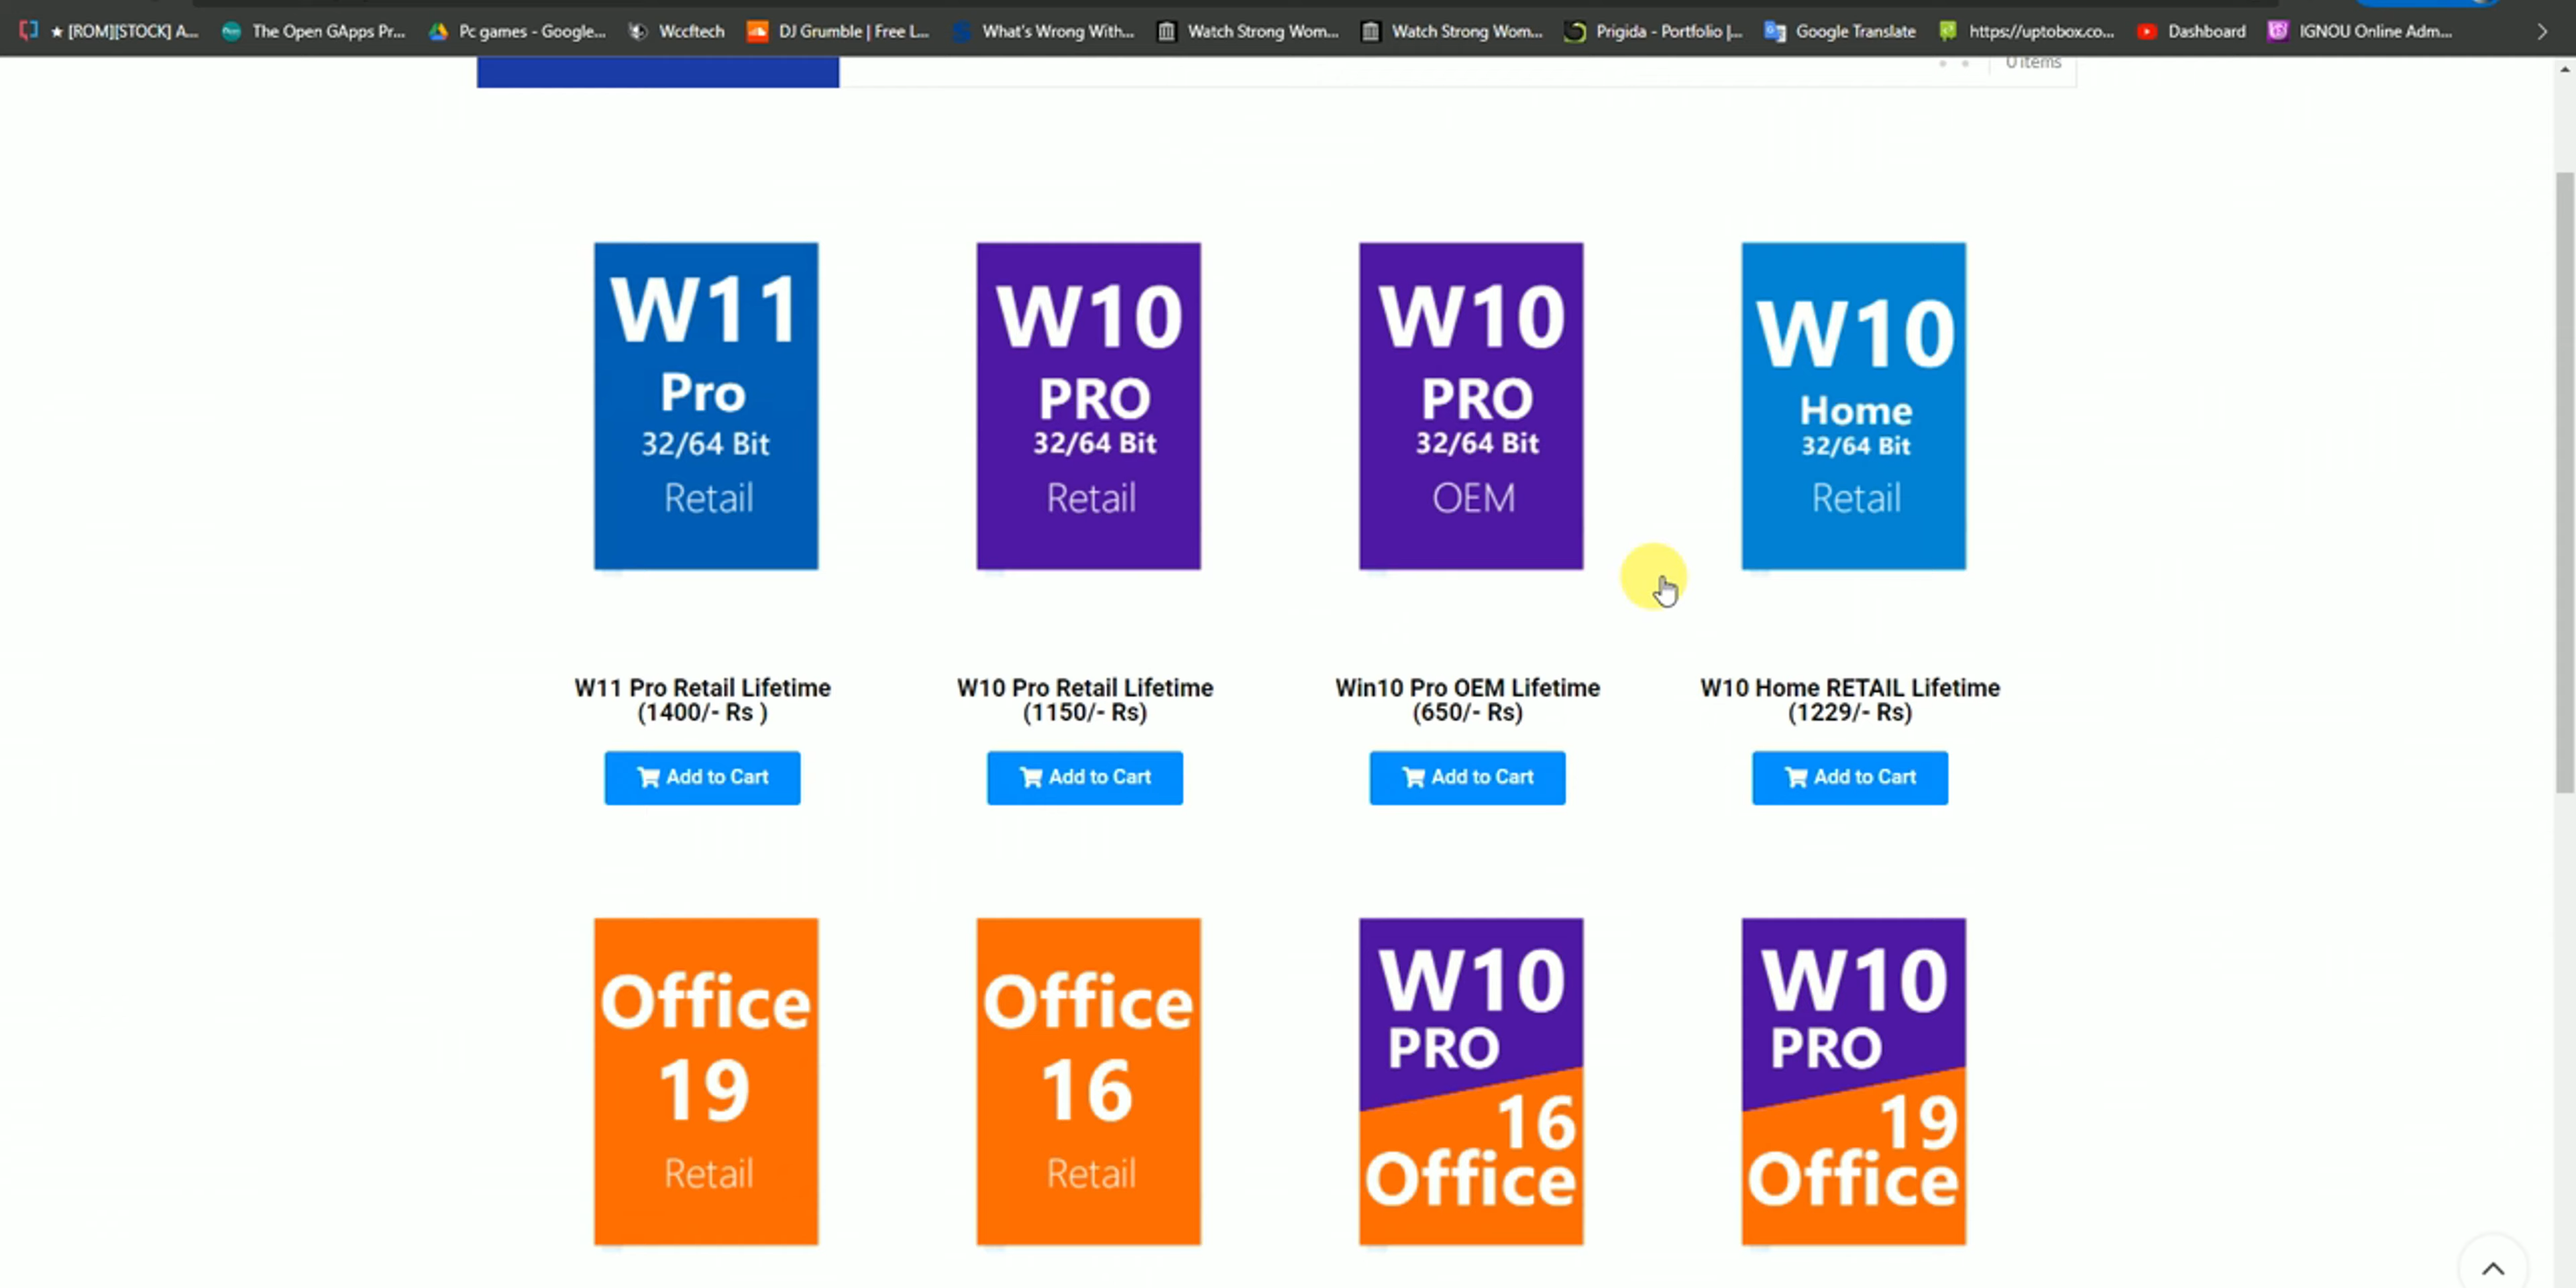 ★ [ROM][STOCK] A...
The Open GApps Pr...
Pc games - Google...
Wccftech
DJ Grumble | Free L...
What's Wrong With...
Watch Strong Wom...
Watch Strong Wom...
Prigida - Portfolio |...
Google Translate
https://uptobox.co...
Dashboard
IGNOU Online Adm...
0 items
W11
Pro
32/64 Bit
Retail
W10
PRO
32/64 Bit
Retail
W10
PRO
32/64 Bit
OEM
W10
Home
32/64 Bit
Retail
W11 Pro Retail Lifetime
(1400/- Rs )
Add to Cart
W10 Pro Retail Lifetime
(1150/- Rs)
Add to Cart
Win10 Pro OEM Lifetime
(650/- Rs)
Add to Cart
W10 Home RETAIL Lifetime
(1229/- Rs)
Add to Cart
Office
19
Retail
Office
16
Retail
W10
PRO
16
Office
W10
PRO
19
Office